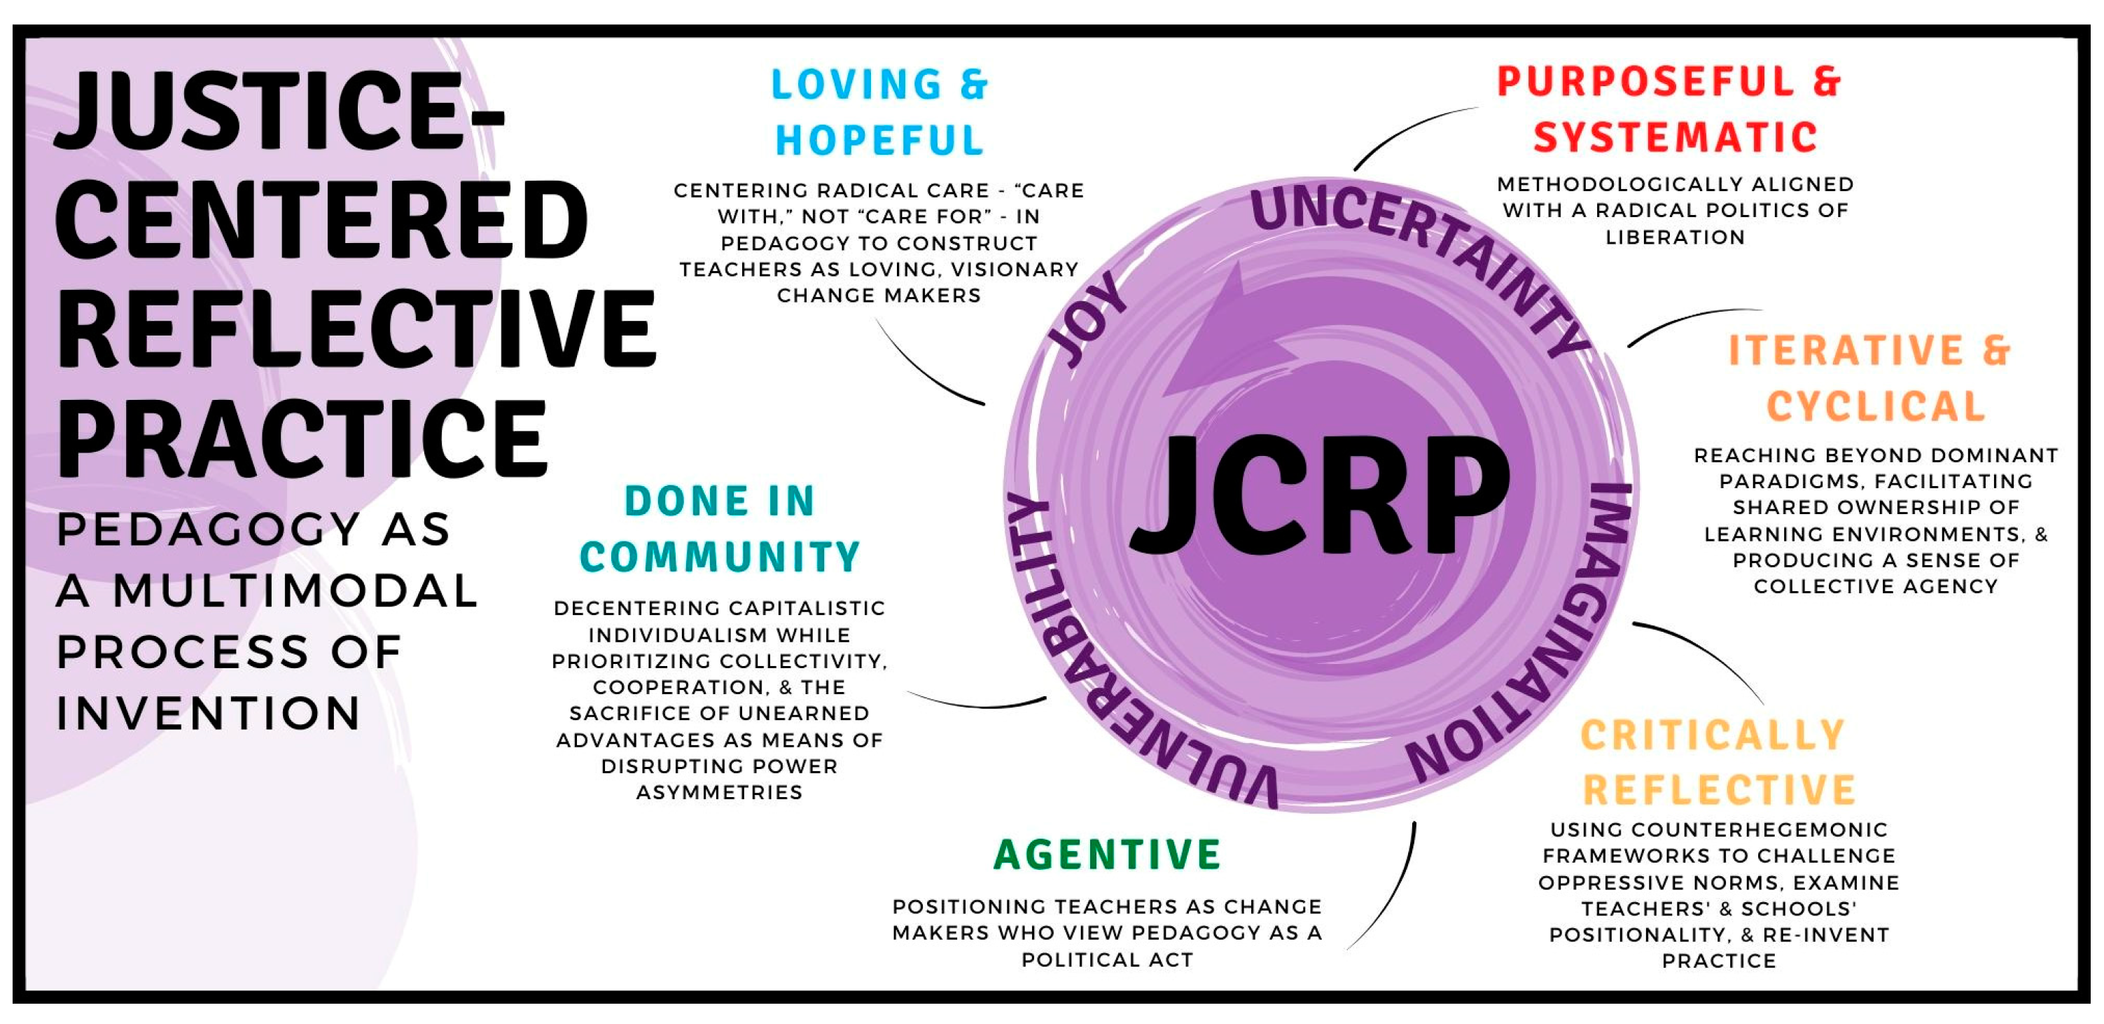 JUSTICE-
CENTERED
REFLECTIVE
PRACTICE
PEDAGOGY AS
A MULTIMODAL
PROCESS OF
INVENTION
LOVING &
HOPEFUL
CENTERING RADICAL CARE - “CARE
WITH,” NOT “CARE FOR” - IN
PEDAGOGY TO CONSTRUCT
TEACHERS AS LOVING, VISIONARY
CHANGE MAKERS
PURPOSEFUL &
SYSTEMATIC
METHODOLOGICALLY ALIGNED
WITH A RADICAL POLITICS OF
LIBERATION
ITERATIVE &
CYCLICAL
REACHING BEYOND DOMINANT
PARADIGMS, FACILITATING
SHARED OWNERSHIP OF
LEARNING ENVIRONMENTS, &
PRODUCING A SENSE OF
COLLECTIVE AGENCY
CRITICALLY
REFLECTIVE
USING COUNTERHEGEMONIC
FRAMEWORKS TO CHALLENGE
OPPRESSIVE NORMS, EXAMINE
TEACHERS' & SCHOOLS'
POSITIONALITY, & RE-INVENT
PRACTICE
AGENTIVE
POSITIONING TEACHERS AS CHANGE
MAKERS WHO VIEW PEDAGOGY AS A
POLITICAL ACT
DONE IN
COMMUNITY
DECENTERING CAPITALISTIC
INDIVIDUALISM WHILE
PRIORITIZING COLLECTIVITY,
COOPERATION, & THE
SACRIFICE OF UNEARNED
ADVANTAGES AS MEANS OF
DISRUPTING POWER
ASYMMETRIES
JOY
UNCERTAINTY
IMAGINATION
VULNERABILITY
JCRP